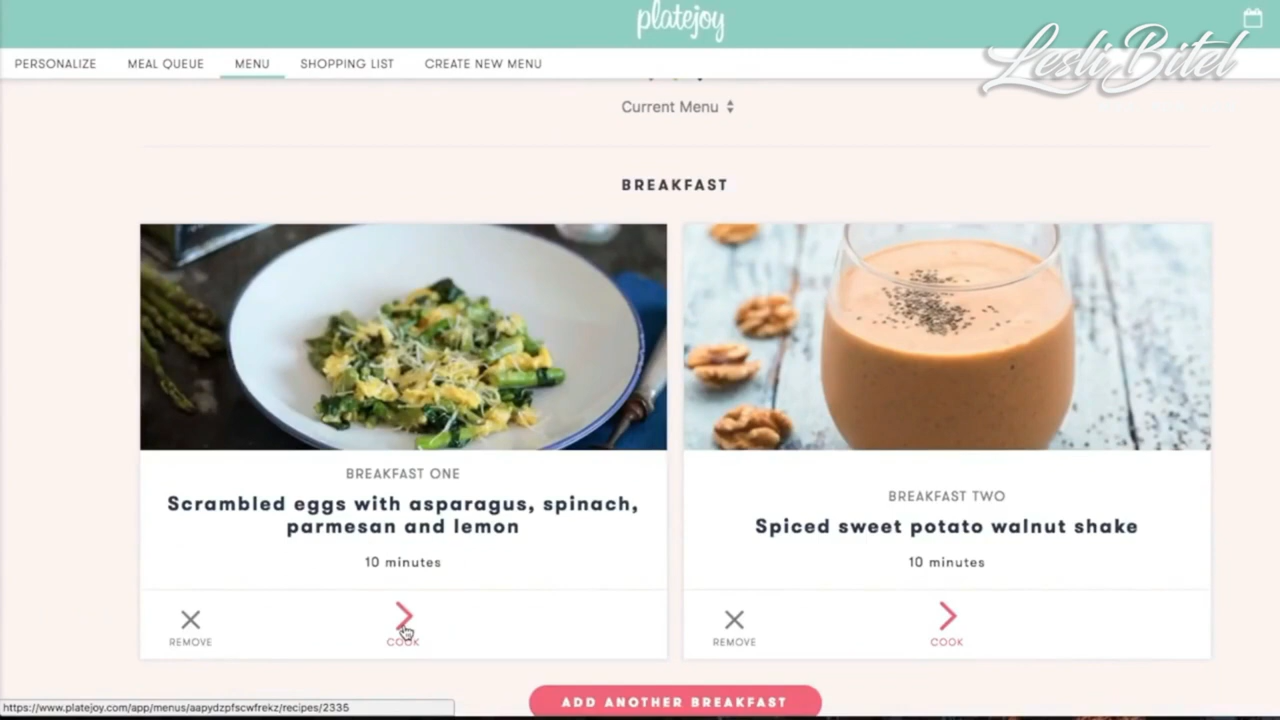 platejoy
Lesli Bitel
PERSONALIZE MEAL QUEUE MENU SHOPPING LIST CREATE NEW MENU
Current Menu
BREAKFAST
BREAKFAST ONE
Scrambled eggs with asparagus, spinach,
parmesan and lemon
10 minutes
REMOVE COOK
BREAKFAST TWO
Spiced sweet potato walnut shake
10 minutes
REMOVE COOK
ADD ANOTHER BREAKFAST
https://www.platejoy.com/app/menus/aapydzpfscwfrekz/recipes/2335